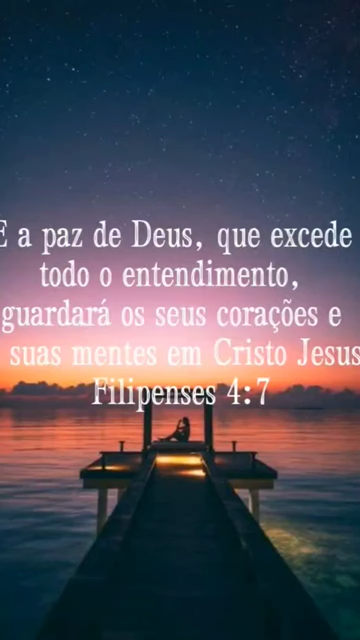 E a paz de Deus, que excede
todo o entendimento,
guardará os seus corações e
suas mentes em Cristo Jesus
Filipenses 4:7